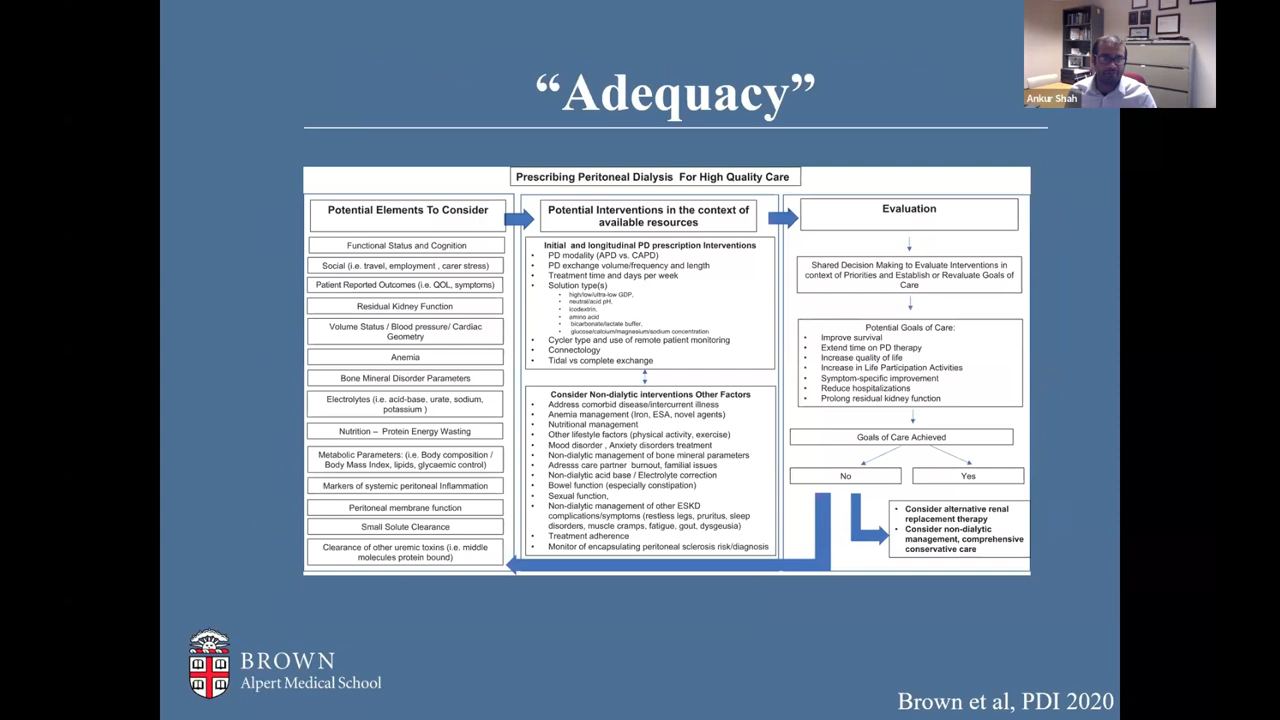 “Adequacy”
Ankur Shah
Prescribing Peritoneal Dialysis For High Quality Care
Potential Elements To Consider
Functional Status and Cognition
Social (i.e. travel, employment , carer stress)
Patient Reported Outcomes (i.e. QOL, symptoms)
Residual Kidney Function
Volume Status / Blood pressure/ Cardiac
Geometry
Anemia
Bone Mineral Disorder Parameters
Electrolytes (i.e. acid-base, urate, sodium,
potassium )
Nutrition – Protein Energy Wasting
Metabolic Parameters: (i.e. Body composition /
Body Mass Index, lipids, glycaemic control)
Markers of systemic peritoneal Inflammation
Peritoneal membrane function
Small Solute Clearance
Clearance of other uremic toxins (i.e. middle
molecules protein bound)
Potential Interventions in the context of
available resources
Initial and longitudinal PD prescription Interventions
• PD modality (APD vs. CAPD)
• PD exchange volume/frequency and length
• Treatment time and days per week
• Solution type(s)
• high/low/ultra-low GDP,
• neutral/acid pH,
• icodextrin,
• amino acid
• bicarbonate/lactate buffer,
• glucose/calcium/magnesium/sodium concentration
• Cycler type and use of remote patient monitoring
• Connectology
• Tidal vs complete exchange
Consider Non-dialytic interventions Other Factors
• Address comorbid disease/intercurrent illness
• Anemia management (Iron, ESA, novel agents)
• Nutritional management
• Other lifestyle factors (physical activity, exercise)
• Mood disorder , Anxiety disorders treatment
• Non-dialytic management of bone mineral parameters
• Adresss care partner burnout, familial issues
• Non-dialytic acid base / Electrolyte correction
• Bowel function (especially constipation)
• Sexual function,
• Non-dialytic management of other ESKD
complications/symptoms (restless legs, pruritus, sleep
disorders, muscle cramps, fatigue, gout, dysgeusia)
• Treatment adherence
• Monitor of encapsulating peritoneal sclerosis risk/diagnosis
Evaluation
Shared Decision Making to Evaluate Interventions in
context of Priorities and Establish or Revaluate Goals of
Care
Potential Goals of Care:
• Improve survival
• Extend time on PD therapy
• Increase quality of life
• Increase in Life Participation Activities
• Symptom-specific improvement
• Reduce hospitalizations
• Prolong residual kidney function
Goals of Care Achieved
No
Yes
• Consider alternative renal
replacement therapy
• Consider non-dialytic
management, comprehensive
conservative care
BROWN
Alpert Medical School
Brown et al, PDI 2020